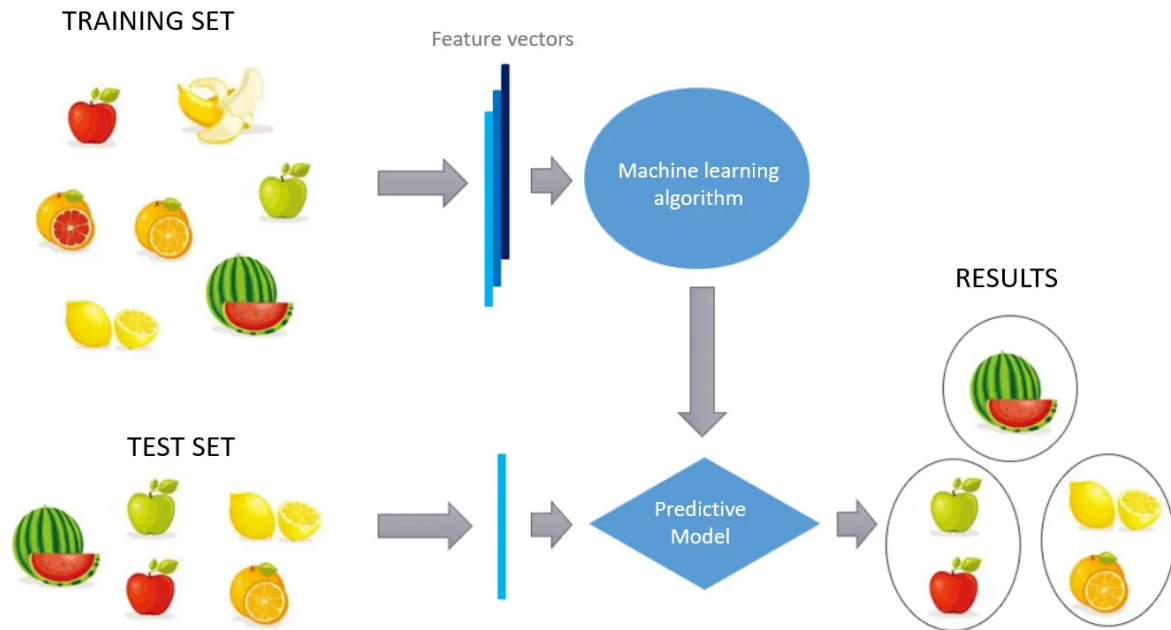 TRAINING SET
Feature vectors
Machine learning
algorithm
RESULTS
TEST SET
Predictive
Model